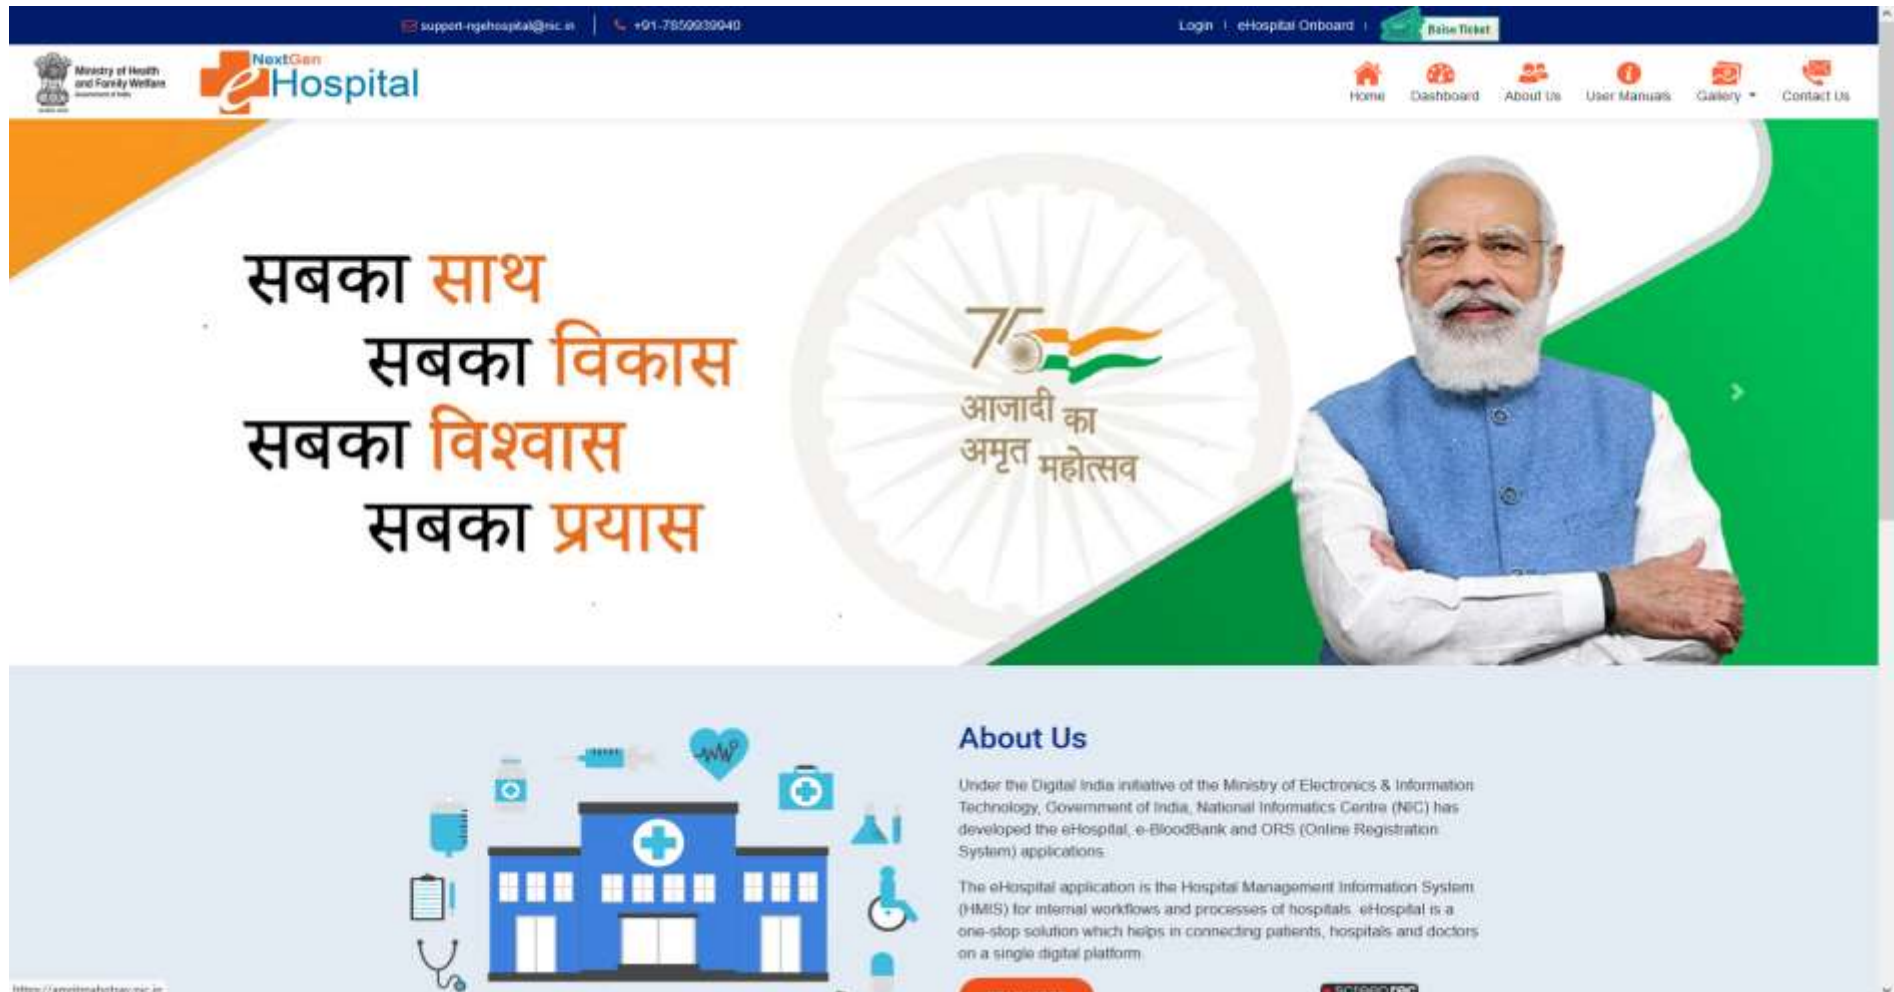 support-ngehospital@nic.in
+91-7859939940
Login
eHospital Onboard
Raise Ticket
Ministry of Health
and Family Welfare
Government of India
NextGen
eHospital
Home
Dashboard
About Us
User Manuals
Gallery
Contact Us
सबका साथ
सबका विकास
सबका विश्वास
सबका प्रयास
75
आजादी का
अमृत महोत्सव
About Us
Under the Digital India initiative of the Ministry of Electronics & Information
Technology, Government of India, National Informatics Centre (NIC) has
developed the eHospital, e-BloodBank and ORS (Online Registration
System) applications.
The eHospital application is the Hospital Management Information System
(HMIS) for internal workflows and processes of hospitals. eHospital is a
one-stop solution which helps in connecting patients, hospitals and doctors
on a single digital platform.